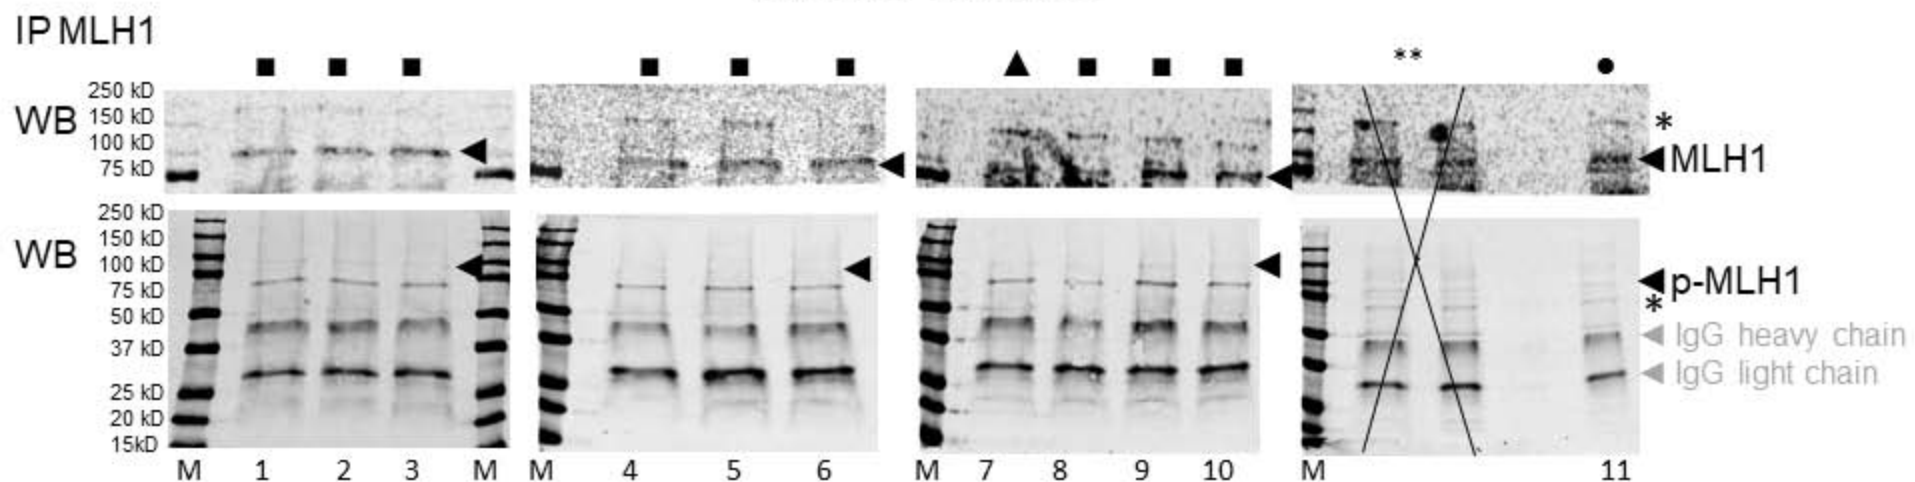 IP MLH1
**
WB
250 kD
150 kD
100 kD
75 kD
*
MLH1
WB
250 kD
150 kD
100 kD
75 kD
50 kD
37 kD
25 kD
20 kD
15kD
p-MLH1
*
IgG heavy chain
IgG light chain
M 1 2 3 M M 4 5 6 M 7 8 9 10 M 11